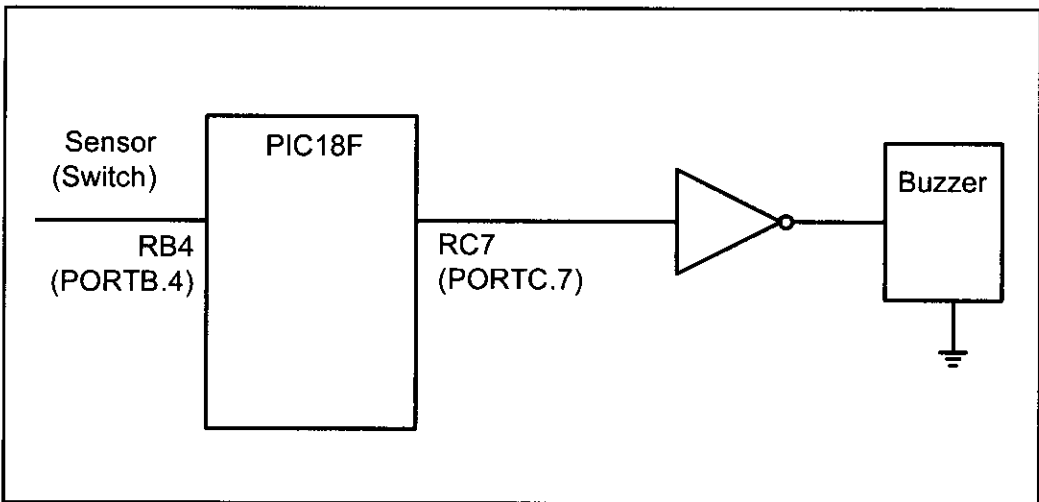 Sensor
(Switch)
PIC18F
Buzzer
RB4
(PORTB.4)
RC7
(PORTC.7)